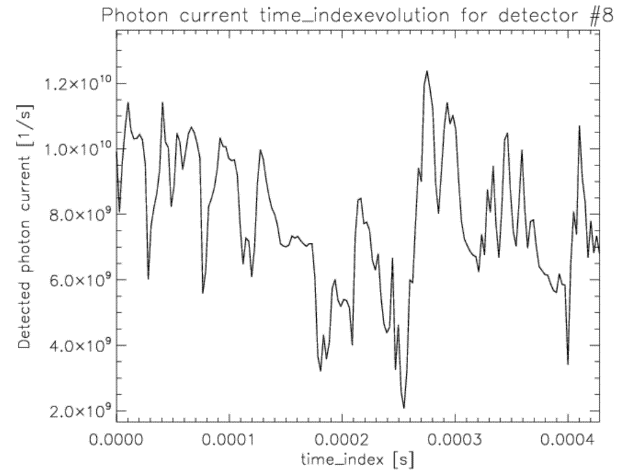 Photon current time_indexevolution for detector #8
Detected photon current [1/s]
1.2×10¹⁰
1.0×10¹⁰
8.0×10⁹
6.0×10⁹
4.0×10⁹
2.0×10⁹
0.0000 0.0001 0.0002 0.0003 0.0004
time_index [s]